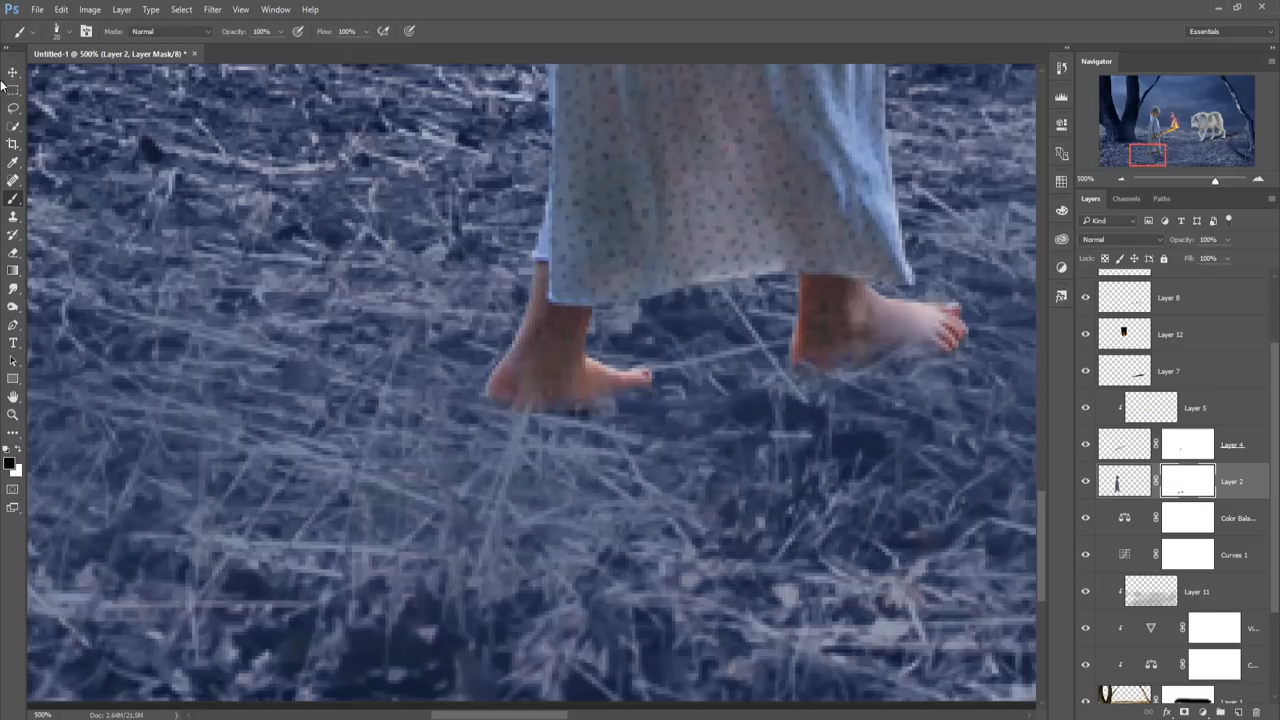 Ps File Edit Image Layer Type Select Filter View Window Help
20 Mode: Normal Opacity: 100% Flow: 100% Essentials
Untitled-1 @ 500% (Layer 2, Layer Mask/8) * ×
Navigator
500%
Layers Channels Paths
Kind
Normal Opacity: 100%
Lock: Fill: 100%
Layer 8
Layer 12
Layer 7
Layer 5
Layer 4
Layer 2
Color Bala...
Curves 1
Layer 11
Vi...
C...
500% Doc: 2.64M/21.5M